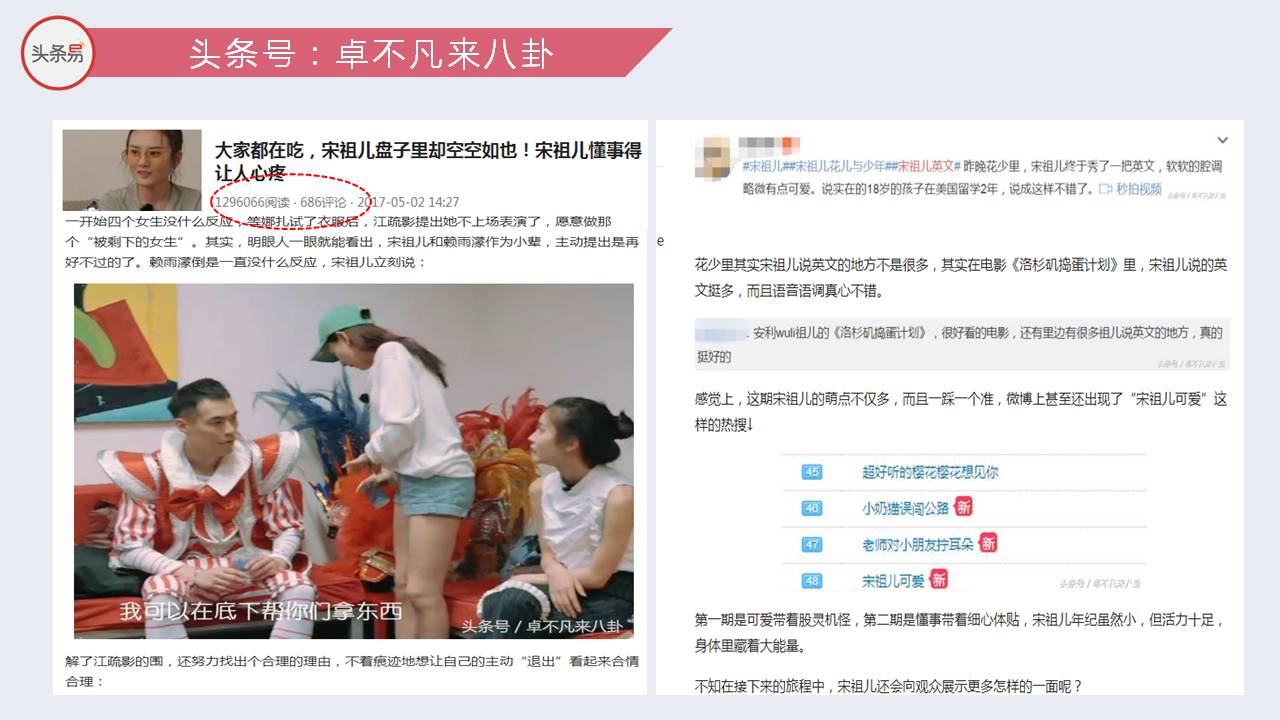 头条易
头条号：卓不凡来八卦
大家都在吃，宋祖儿盘子里却空空如也！宋祖儿懂事得
让人心疼
1296066阅读 · 686评论 · 2017-05-02 14:27
一开始四个女生没什么反应，等娜扎试了衣服后，江疏影提出她不上场表演了，愿意做那
个“被剩下的女生”。其实，明眼人一眼就能看出，宋祖儿和赖雨濛作为小辈，主动提出是再
好不过的了。赖雨濛倒是一直没什么反应，宋祖儿立刻说：
我可以在底下帮你们拿东西
头条号 / 卓不凡来八卦
解了江疏影的围，还努力找出个合理的理由，不着痕迹地想让自己的主动“退出”看起来合情
合理：
#宋祖儿##宋祖儿花儿与少年##宋祖儿英文# 昨晚花少里，宋祖儿终于秀了一把英文，软软的腔调
略微有点可爱。说实在的18岁的孩子在美国留学2年，说成这样不错了。 秒拍视频
头条号 / 卓不凡来八卦
e
花少里其实宋祖儿说英文的地方不是很多，其实在电影《洛杉矶捣蛋计划》里，宋祖儿说的英
文挺多，而且语音语调真心不错。
. 安利wuli祖儿的《洛杉矶捣蛋计划》，很好看的电影，还有里边有很多祖儿说英文的地方，真的
挺好的
头条号 / 卓不凡来八卦
感觉上，这期宋祖儿的萌点不仅多，而且一踩一个准，微博上甚至还出现了“宋祖儿可爱”这
样的热搜↓
45 超好听的樱花樱花想见你
46 小奶猫误闯公路 新
47 老师对小朋友拧耳朵 新
48 宋祖儿可爱 新
头条号 / 卓不凡来八卦
第一期是可爱带着股灵机怪，第二期是懂事带着细心体贴，宋祖儿年纪虽然小，但活力十足，
身体里藏着大能量。
不知在接下来的旅程中，宋祖儿还会向观众展示更多怎样的一面呢？